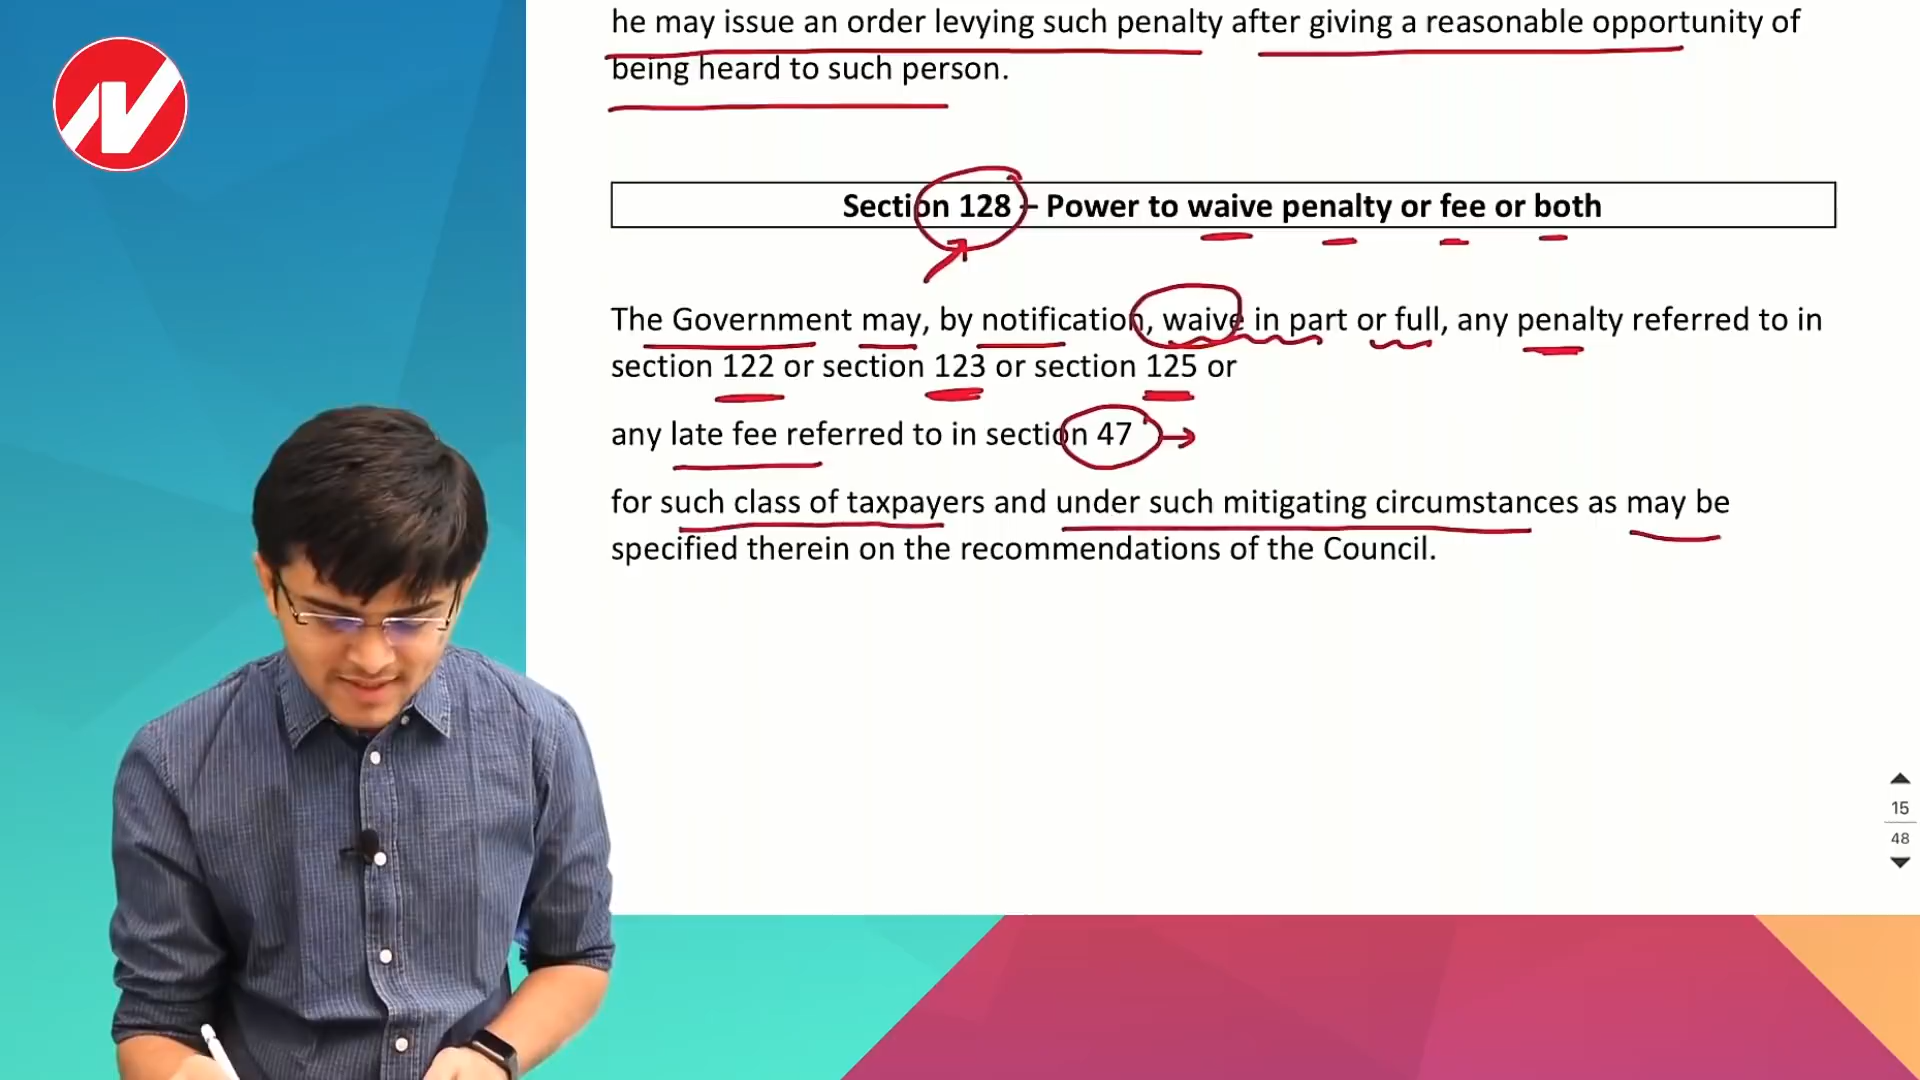 he may issue an order levying such penalty after giving a reasonable opportunity of
being heard to such person.
Section 128 – Power to waive penalty or fee or both
The Government may, by notification, waive in part or full, any penalty referred to in
section 122 or section 123 or section 125 or
any late fee referred to in section 47
for such class of taxpayers and under such mitigating circumstances as may be
specified therein on the recommendations of the Council.
15
48